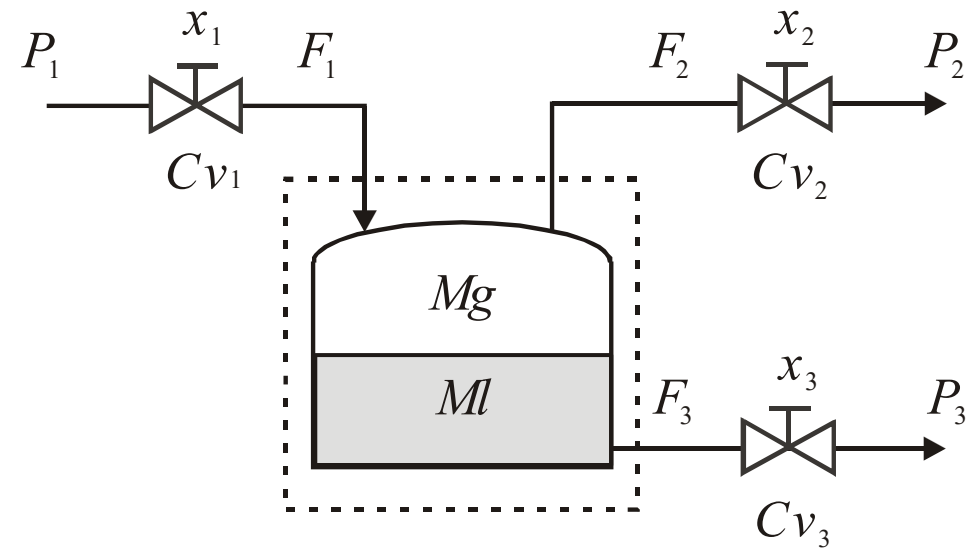 x₁
x₂
P₁
F₁
F₂
P₂
Cv₁
Cv₂
Mg
Ml
x₃
F₃
P₃
Cv₃